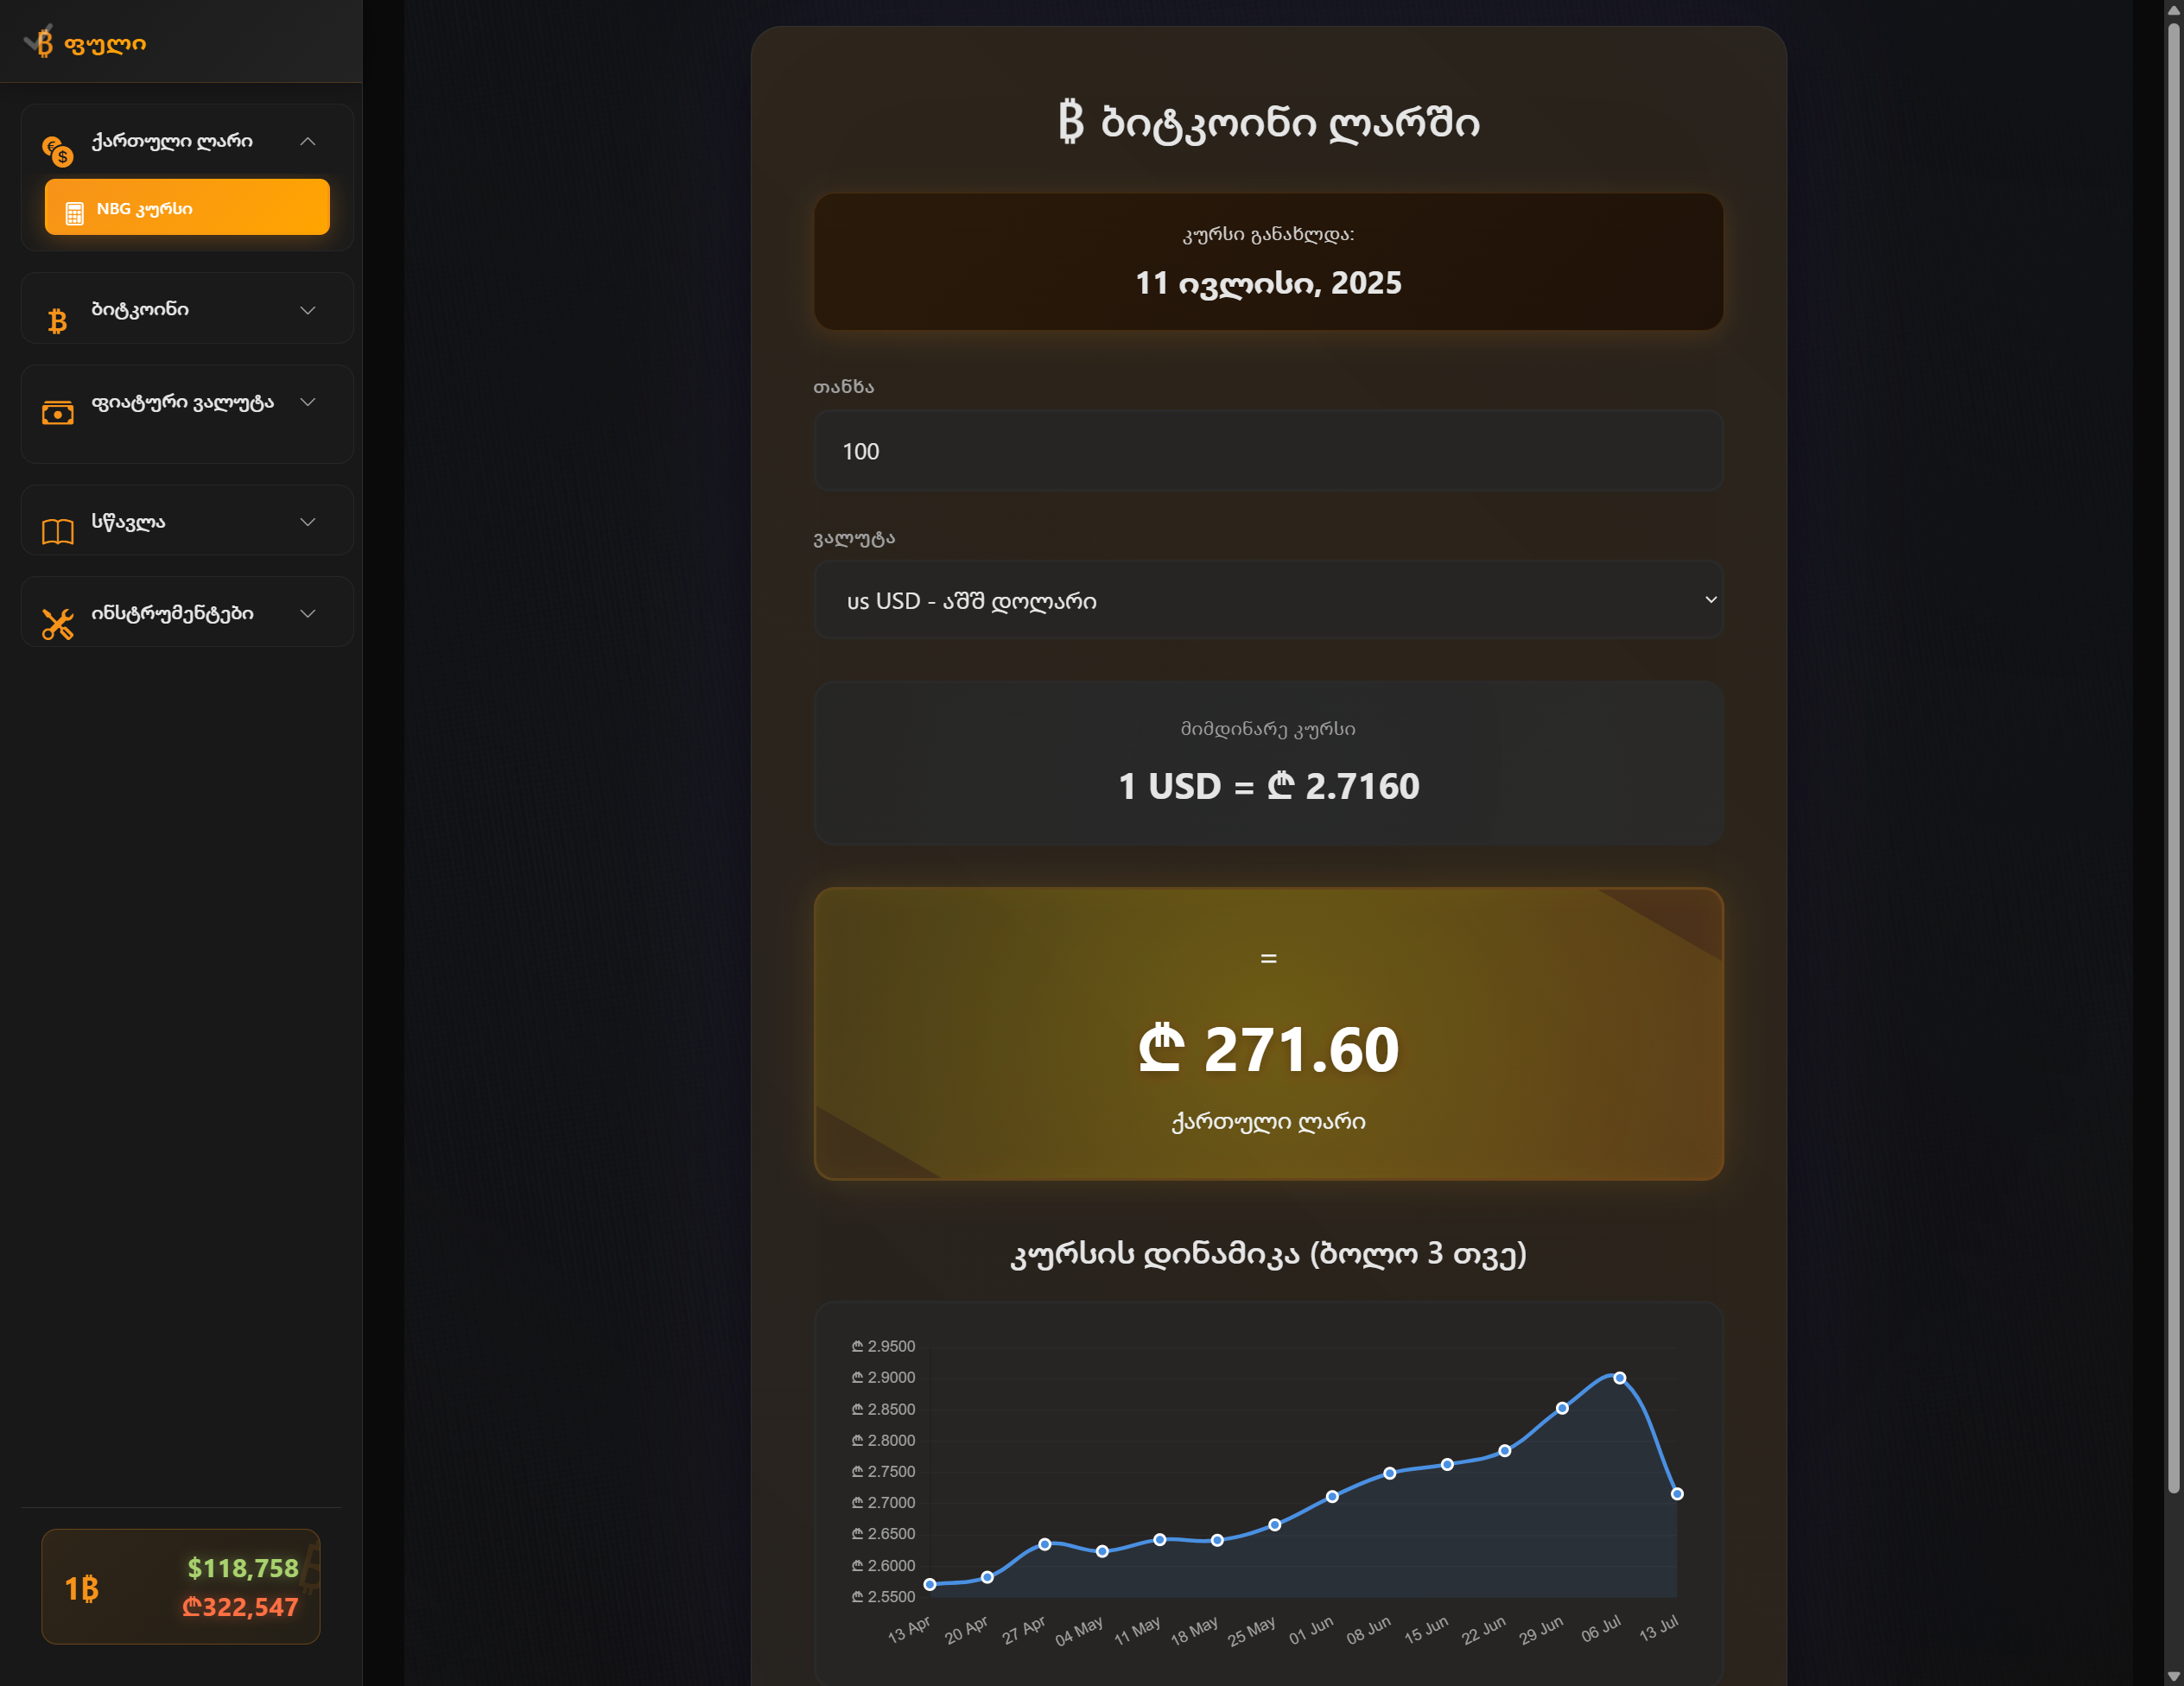 ₿ ფული
ქართული ლარი
NBG კურსი
ბიტკოინი
ფიატური ვალუტა
სწავლა
ინსტრუმენტები
1₿
$118,758
₾322,547
₿ ბიტკოინი ლარში
კურსი განახლდა:
11 ივლისი, 2025
თანხა
100
ვალუტა
us USD - აშშ დოლარი
მიმდინარე კურსი
1 USD = ₾ 2.7160
=
₾ 271.60
ქართული ლარი
კურსის დინამიკა (ბოლო 3 თვე)
₾ 2.9500
₾ 2.9000
₾ 2.8500
₾ 2.8000
₾ 2.7500
₾ 2.7000
₾ 2.6500
₾ 2.6000
₾ 2.5500
13 Apr 20 Apr 27 Apr 04 May 11 May 18 May 25 May 01 Jun 08 Jun 15 Jun 22 Jun 29 Jun 06 Jul 13 Jul